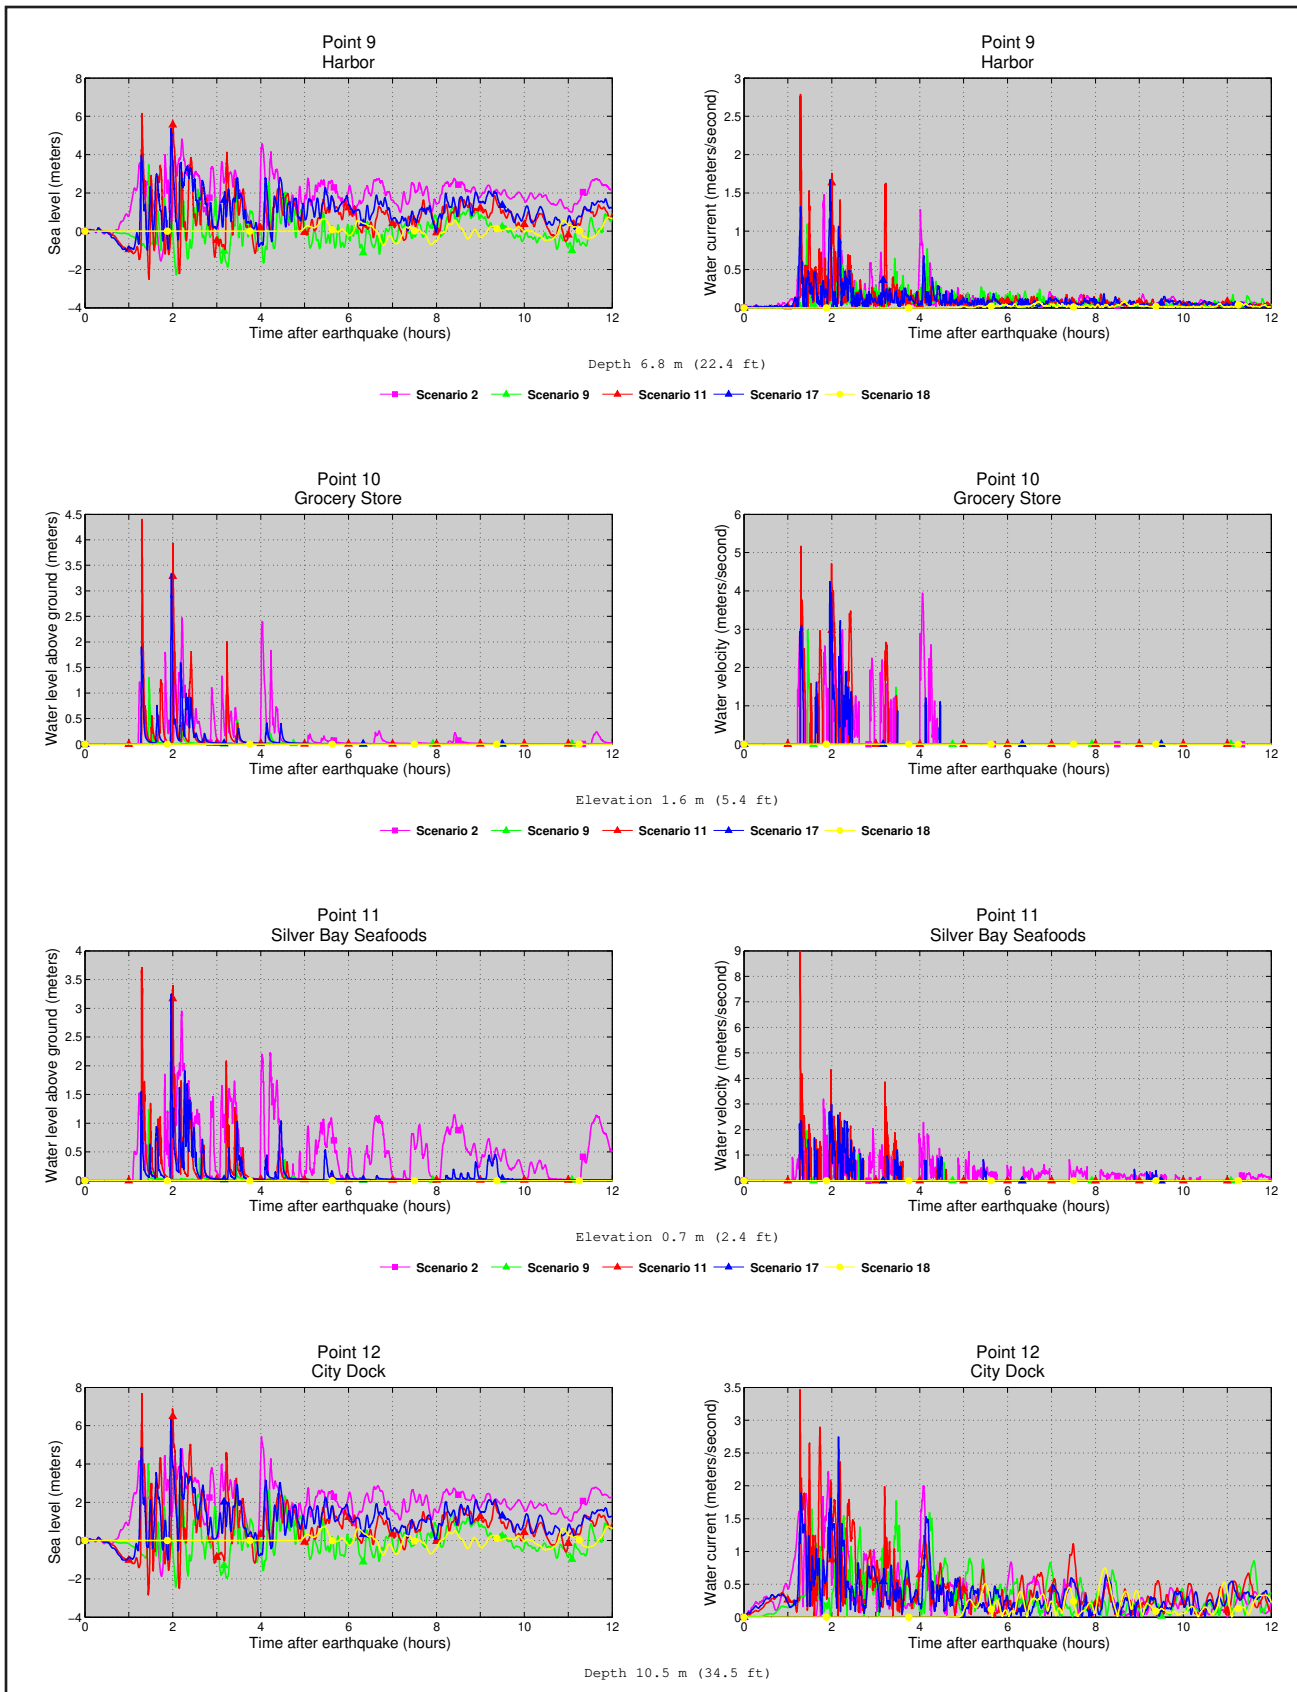 Point 9
Harbor
Sea level (meters)
8
6
4
2
0
−2
−4
0 2 4 6 8 10 12
Time after earthquake (hours)
Point 9
Harbor
Water current (meters/second)
3
2.5
2
1.5
1
0.5
0
0 2 4 6 8 10 12
Time after earthquake (hours)
Depth 6.8 m (22.4 ft)
Scenario 2 Scenario 9 Scenario 11 Scenario 17 Scenario 18
Point 10
Grocery Store
Water level above ground (meters)
4.5
4
3.5
3
2.5
2
1.5
1
0.5
0
0 2 4 6 8 10 12
Time after earthquake (hours)
Point 10
Grocery Store
Water velocity (meters/second)
6
5
4
3
2
1
0
0 2 4 6 8 10 12
Time after earthquake (hours)
Elevation 1.6 m (5.4 ft)
Scenario 2 Scenario 9 Scenario 11 Scenario 17 Scenario 18
Point 11
Silver Bay Seafoods
Water level above ground (meters)
4
3.5
3
2.5
2
1.5
1
0.5
0
0 2 4 6 8 10 12
Time after earthquake (hours)
Point 11
Silver Bay Seafoods
Water velocity (meters/second)
9
8
7
6
5
4
3
2
1
0
0 2 4 6 8 10 12
Time after earthquake (hours)
Elevation 0.7 m (2.4 ft)
Scenario 2 Scenario 9 Scenario 11 Scenario 17 Scenario 18
Point 12
City Dock
Sea level (meters)
8
6
4
2
0
−2
−4
0 2 4 6 8 10 12
Time after earthquake (hours)
Point 12
City Dock
Water current (meters/second)
3.5
3
2.5
2
1.5
1
0.5
0
0 2 4 6 8 10 12
Time after earthquake (hours)
Depth 10.5 m (34.5 ft)